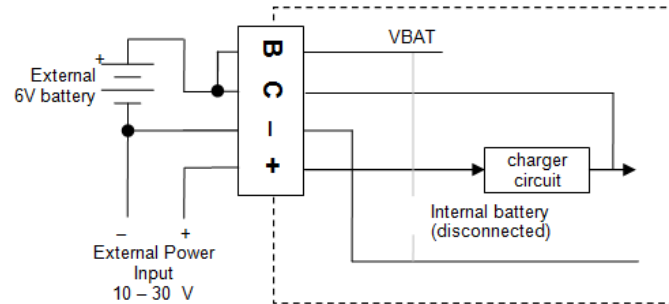 VBAT
+
External
6V battery
B
C
–
+
charger
circuit
Internal battery
(disconnected)
– +
External Power
Input
10 – 30 V